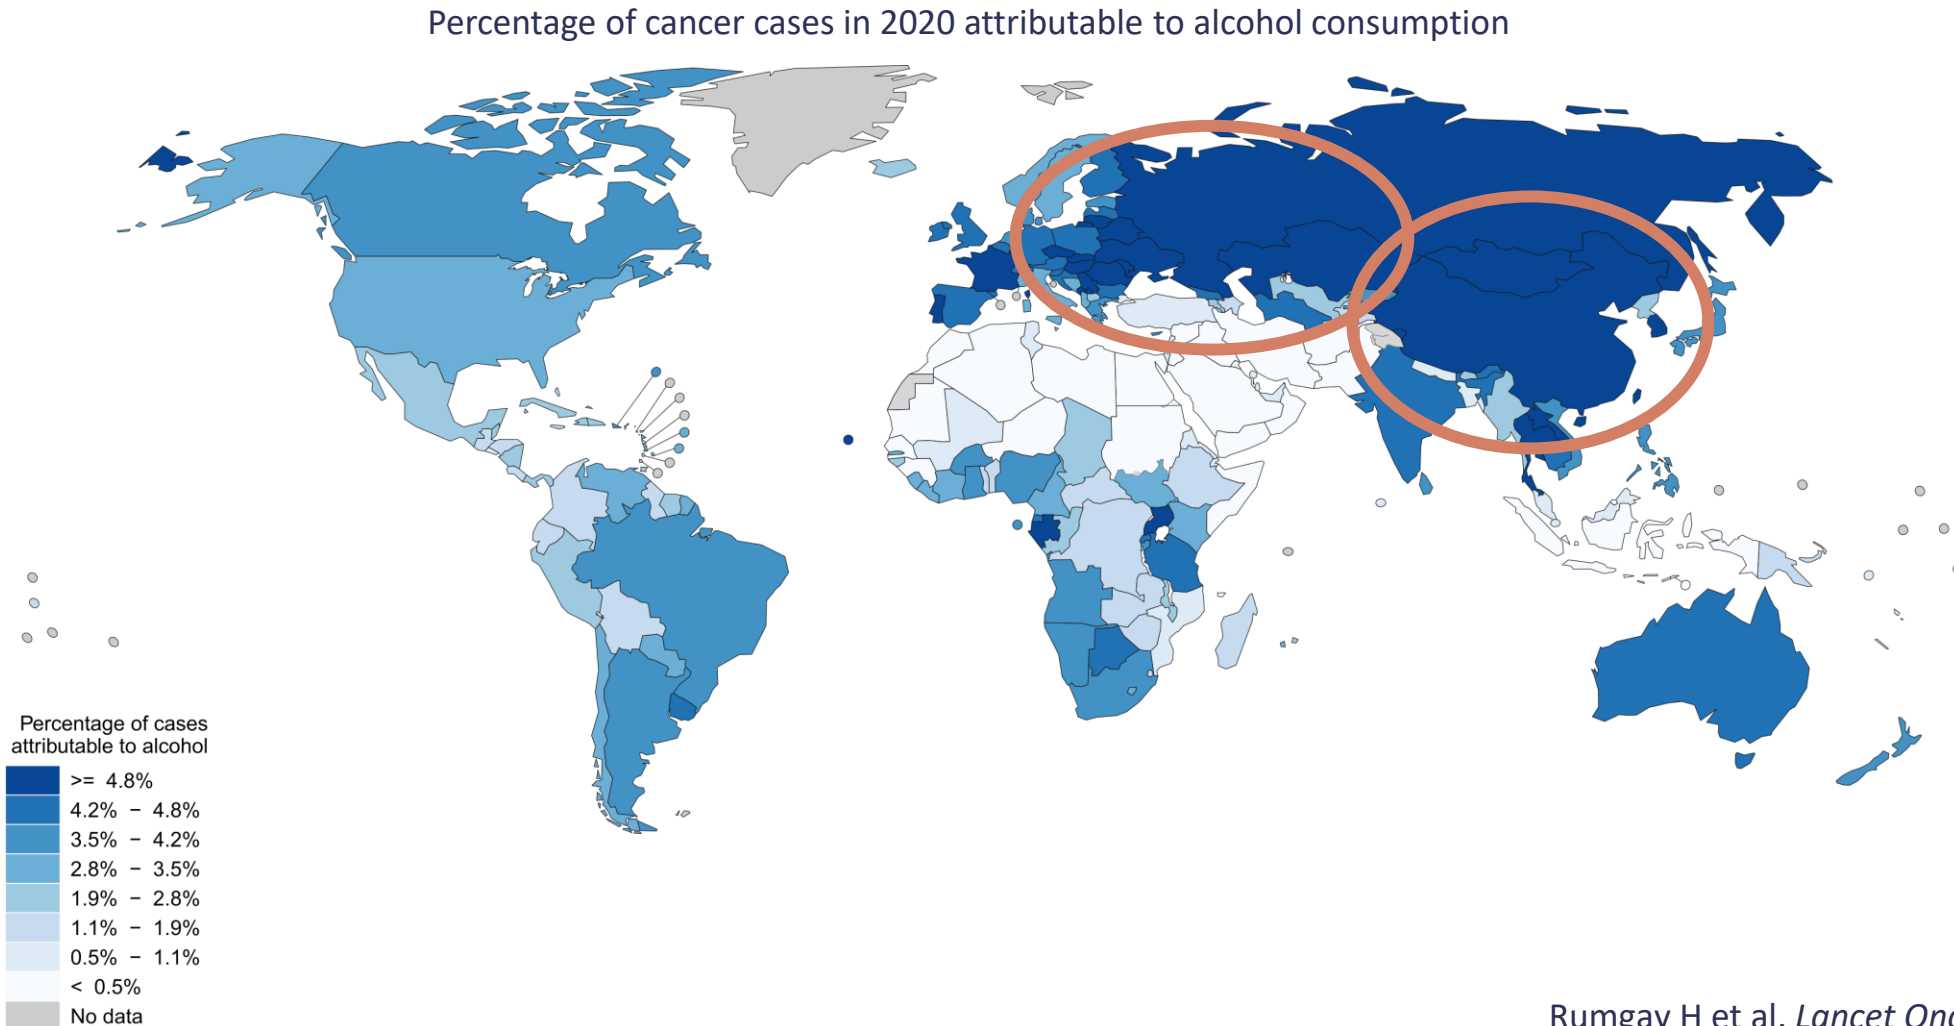 Percentage of cancer cases in 2020 attributable to alcohol consumption
Percentage of cases
attributable to alcohol
>= 4.8%
4.2% – 4.8%
3.5% – 4.2%
2.8% – 3.5%
1.9% – 2.8%
1.1% – 1.9%
0.5% – 1.1%
< 0.5%
No data
Rumgay H et al. Lancet